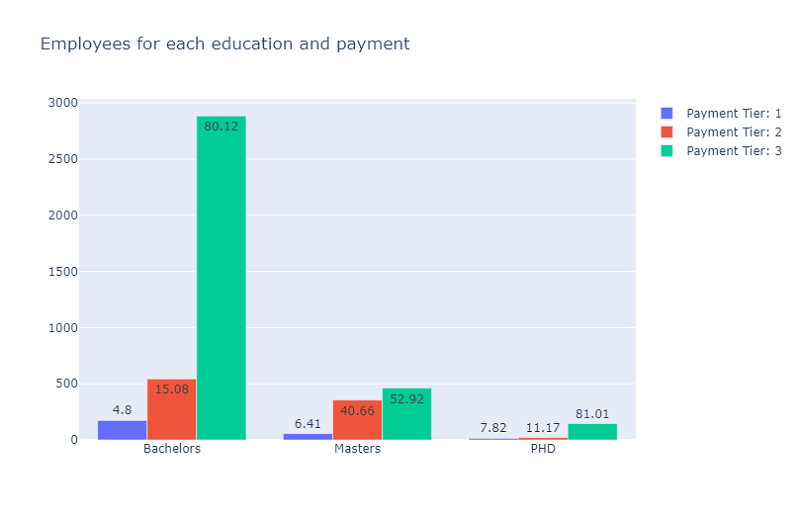 Employees for each education and payment
3000
2500
2000
1500
1000
500
0
80.12
15.08
4.8
52.92
40.66
6.41
81.01
11.17
7.82
Bachelors
Masters
PHD
Payment Tier: 1
Payment Tier: 2
Payment Tier: 3